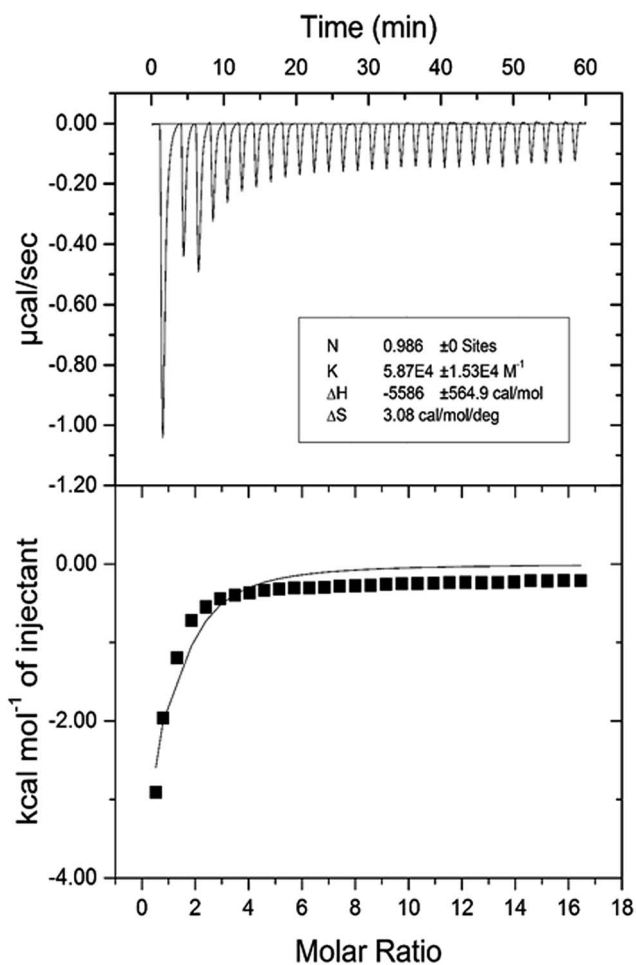 Time (min)
0 10 20 30 40 50 60
0.00
-0.20
-0.40
-0.60
-0.80
-1.00
-1.20
µcal/sec
N 0.986 ±0 Sites
K 5.87E4 ±1.53E4 M⁻¹
ΔH -5586 ±564.9 cal/mol
ΔS 3.08 cal/mol/deg
0.00
-2.00
-4.00
kcal mol⁻¹ of injectant
0 2 4 6 8 10 12 14 16 18
Molar Ratio